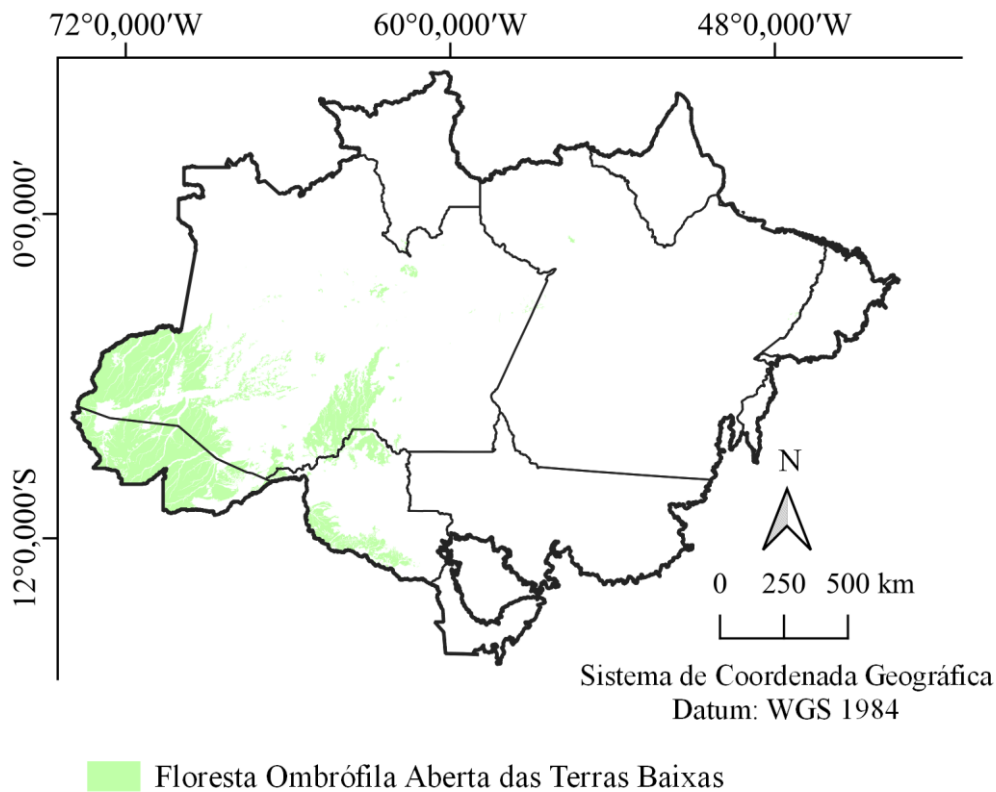 72°0,000′W 60°0,000′W 48°0,000′W
0°0,000′
12°0,000′S
N
0 250 500 km
Sistema de Coordenada Geográfica
Datum: WGS 1984
Floresta Ombrófila Aberta das Terras Baixas